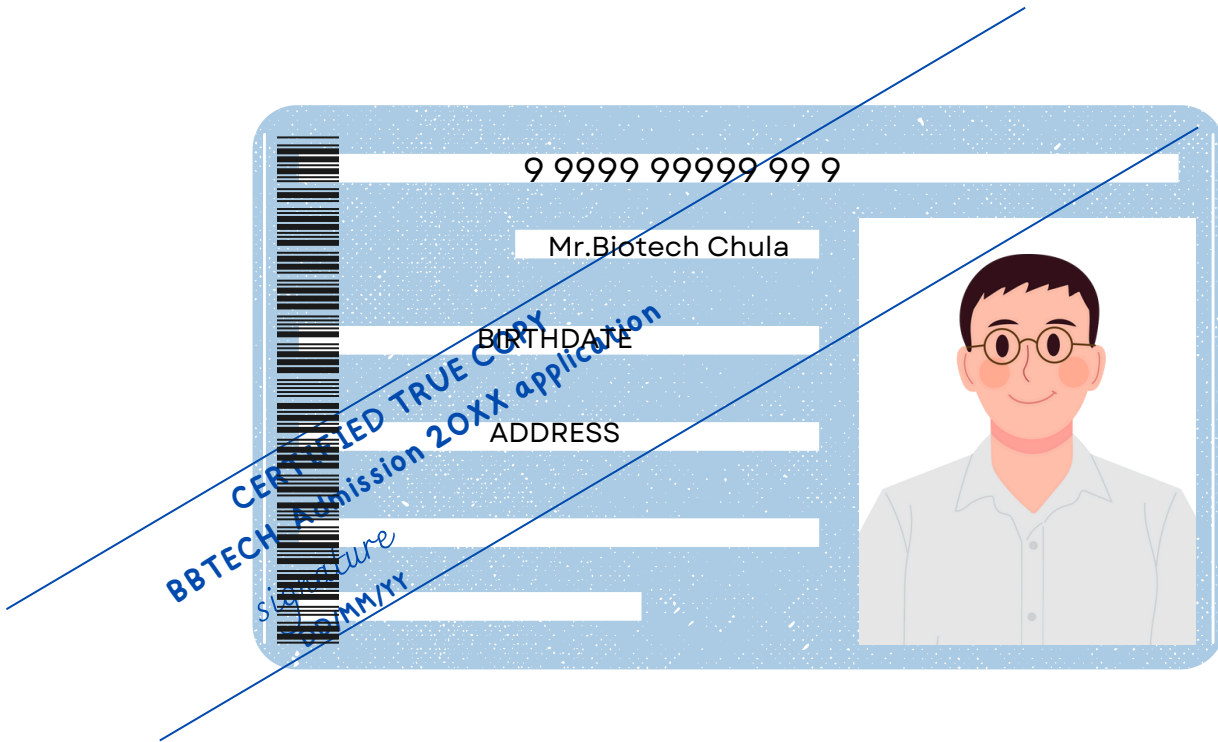 9 9999 99999 99 9
Mr.Biotech Chula
BIRTHDATE
ADDRESS
CERTIFIED TRUE COPY
BBTECH Admission 20XX application
signature
DD/MM/YY